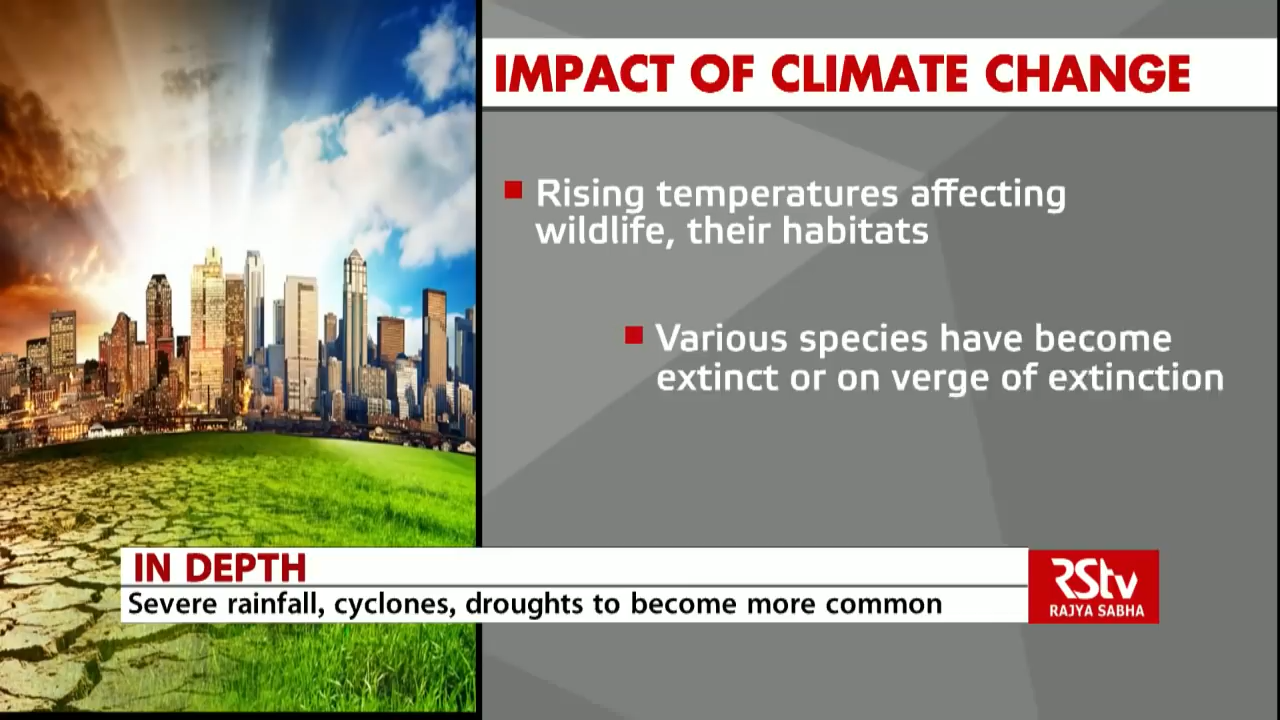 IMPACT OF CLIMATE CHANGE
Rising temperatures affecting
wildlife, their habitats
Various species have become
extinct or on verge of extinction
IN DEPTH
Severe rainfall, cyclones, droughts to become more common
RStv
RAJYA SABHA